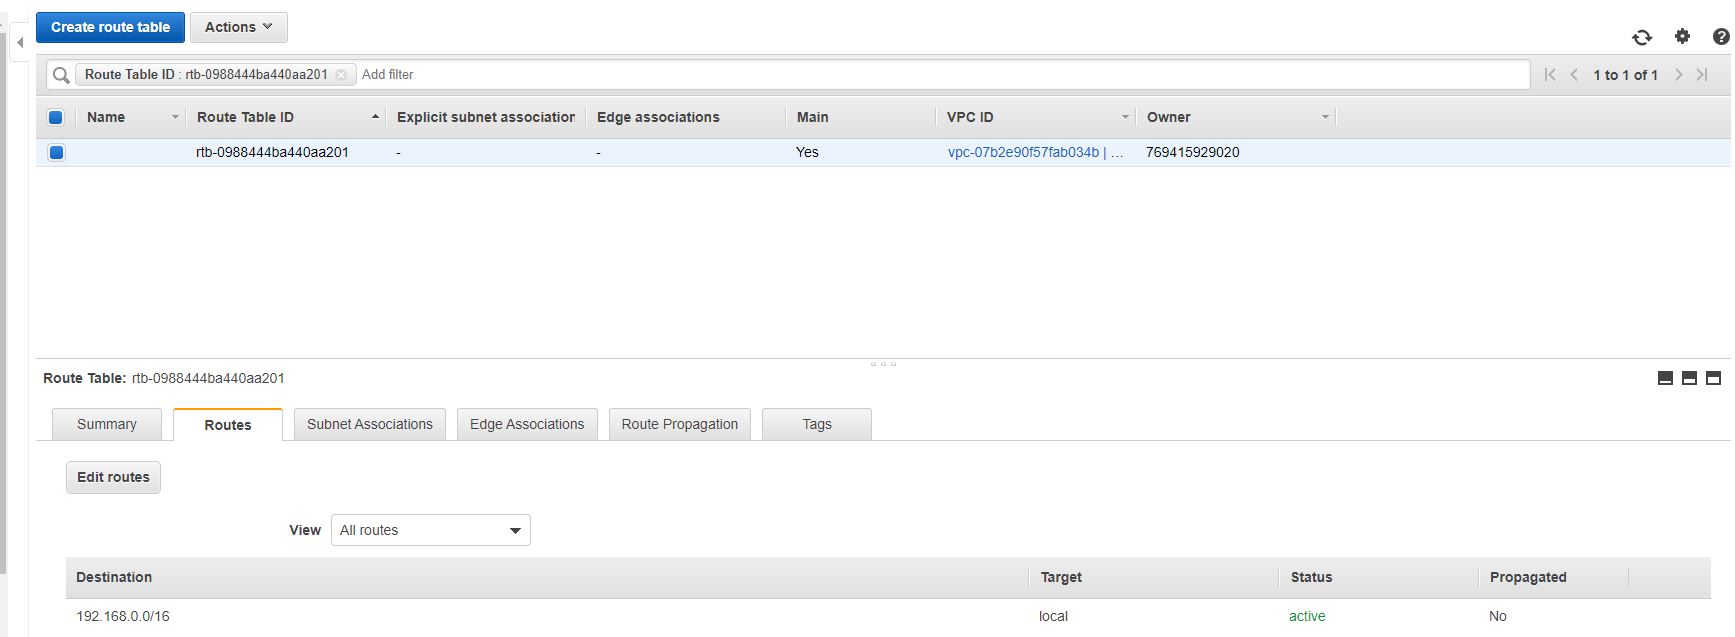 Create route table Actions
Route Table ID : rtb-0988444ba440aa201 Add filter 1 to 1 of 1
Name Route Table ID Explicit subnet association Edge associations Main VPC ID Owner
rtb-0988444ba440aa201 - - Yes vpc-07b2e90f57fab034b | ... 769415929020
Route Table: rtb-0988444ba440aa201
Summary Routes Subnet Associations Edge Associations Route Propagation Tags
Edit routes
View All routes
Destination Target Status Propagated
192.168.0.0/16 local active No